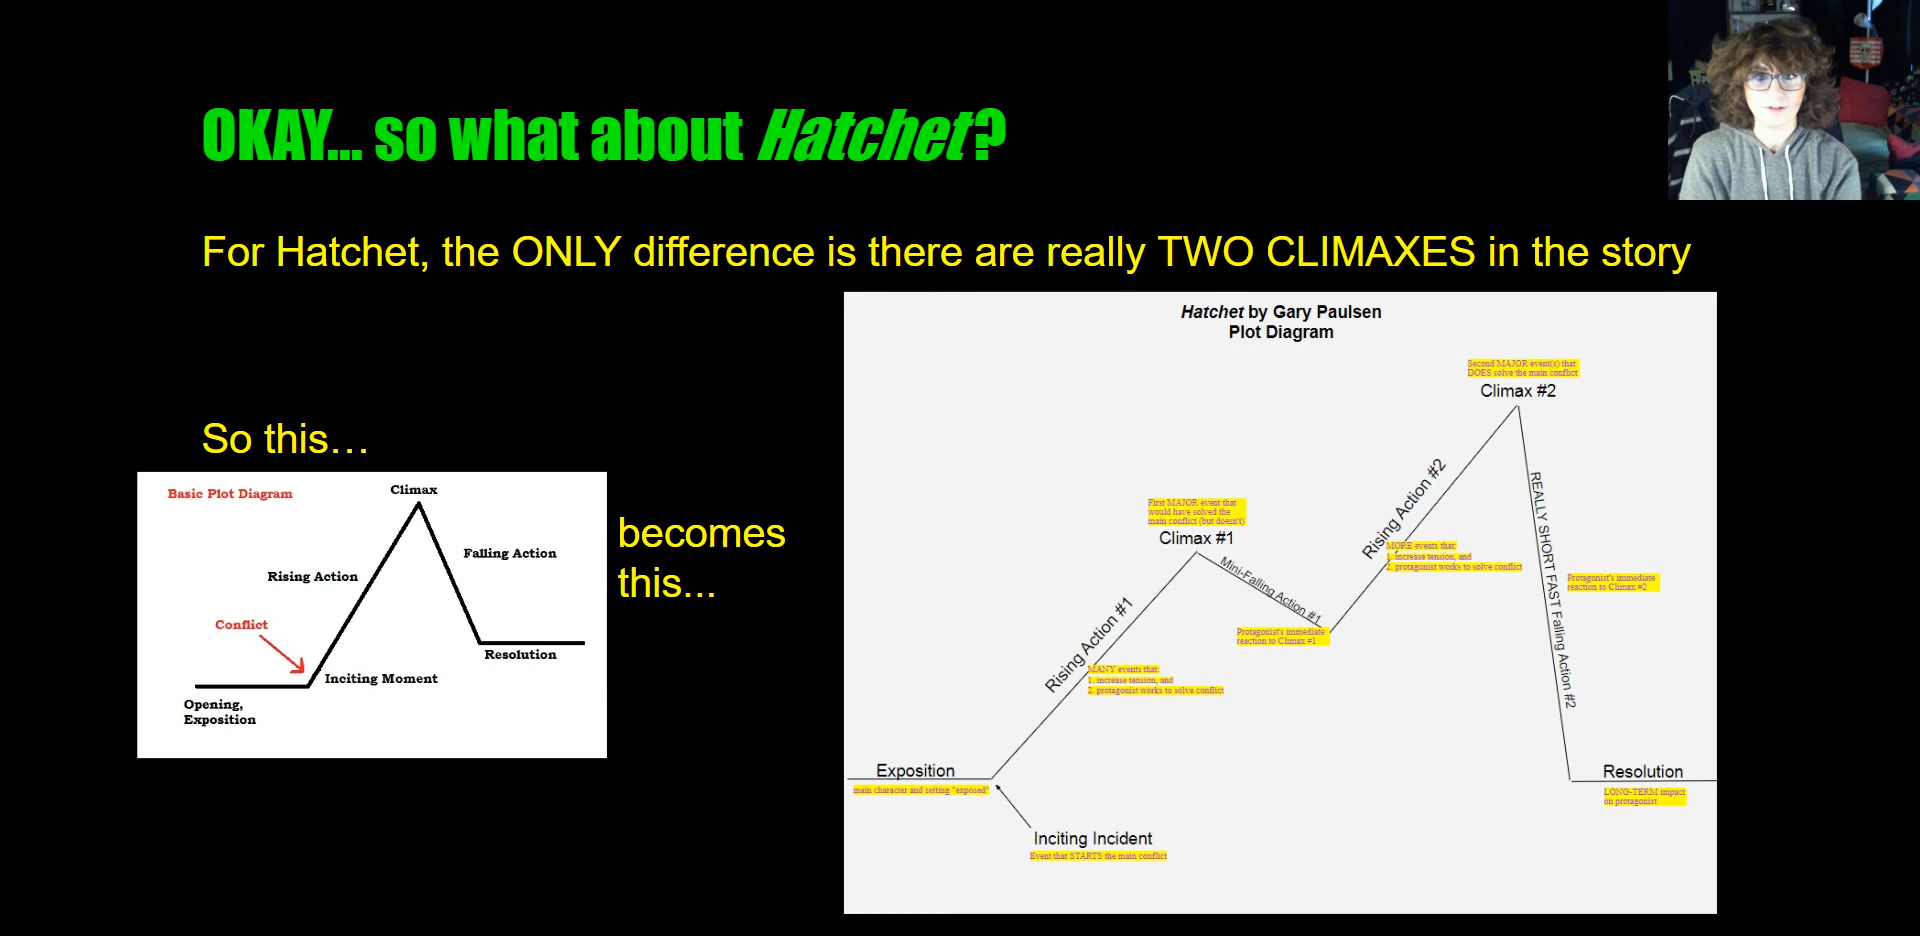 OKAY... so what about Hatchet?
For Hatchet, the ONLY difference is there are really TWO CLIMAXES in the story
So this…
Basic Plot Diagram
Climax
Falling Action
Rising Action
Conflict
Inciting Moment
Resolution
Opening,
Exposition
becomes
this...
Hatchet by Gary Paulsen
Plot Diagram
Second MAJOR event(s) that
DOES solve the main conflict
Climax #2
First MAJOR event that
would have solved the
main conflict (but doesn't)
Climax #1
Rising Action #2
MORE events that:
1. increase tension, and
2. protagonist works to solve conflict
Mini-Falling Action #1
Protagonist's immediate
reaction to Climax #1
REALLY SHORT FAST Falling Action #2
Protagonist's immediate
reaction to Climax #2
Rising Action #1
MANY events that:
1. increase tension, and
2. protagonist works to solve conflict
Exposition
main character and setting "exposed"
Inciting Incident
Event that STARTS the main conflict
Resolution
LONG-TERM impact
on protagonist